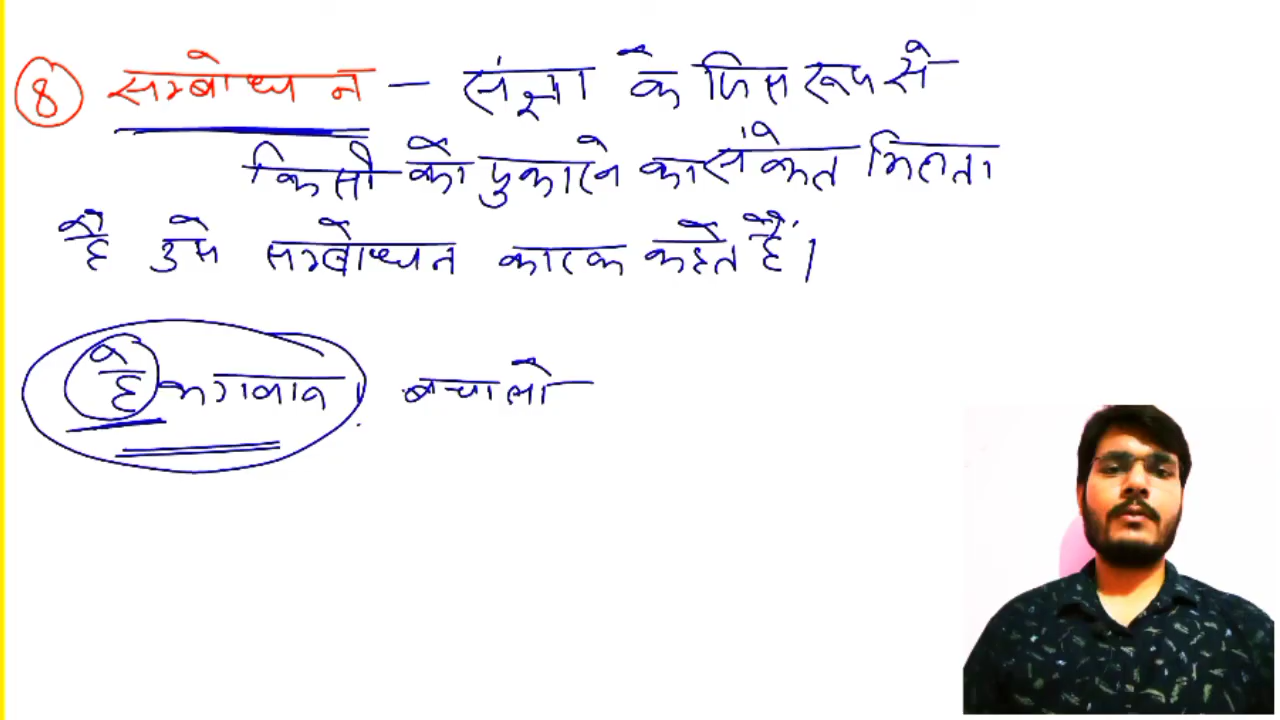 8 सम्बोधन - संज्ञा के जिस रूप से
किसी को पुकारने का संकेत मिलता
है उसे सम्बोधन कारक कहते हैं।
हे भगवान, बचा लो